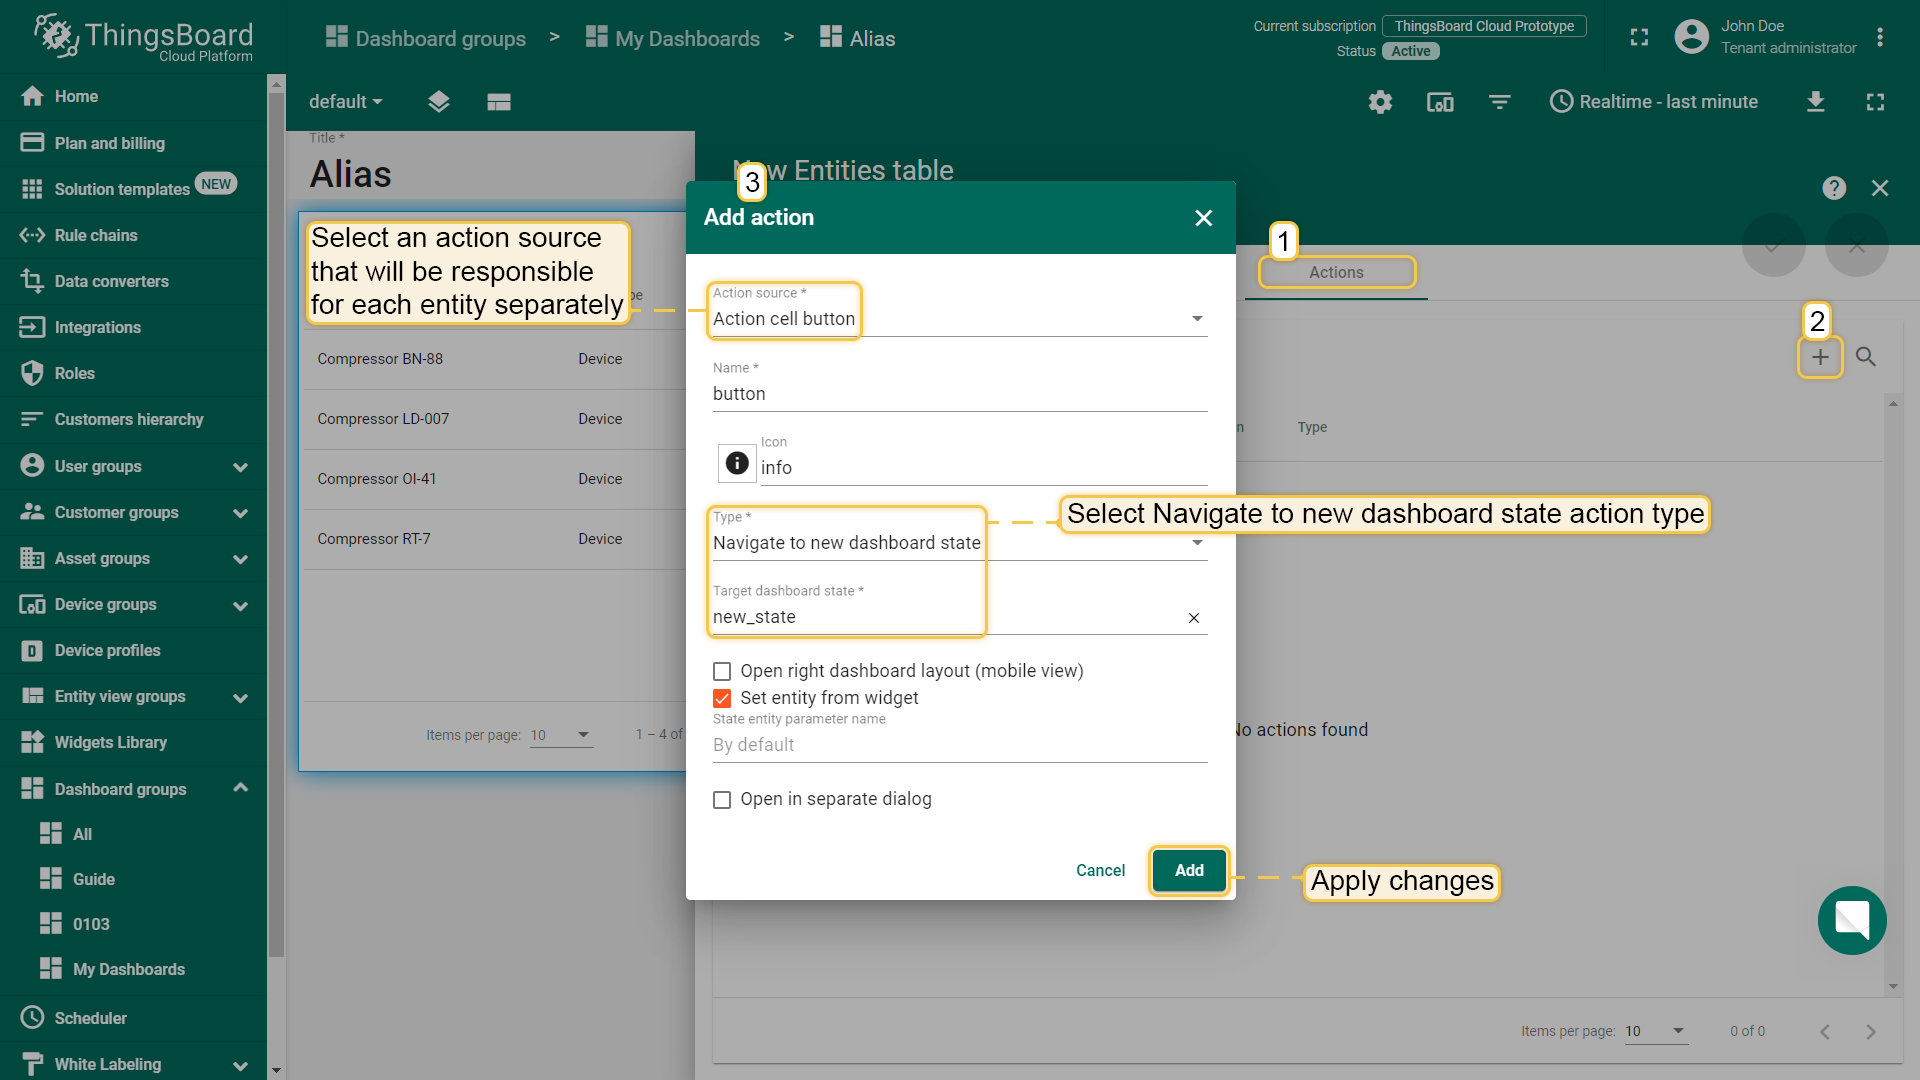 ThingsBoard
Cloud Platform
Dashboard groups > My Dashboards > Alias
Current subscription ThingsBoard Cloud Prototype
Status Active
John Doe
Tenant administrator
Home
Plan and billing
Solution templates NEW
Rule chains
Data converters
Integrations
Roles
Customers hierarchy
User groups
Customer groups
Asset groups
Device groups
Device profiles
Entity view groups
Widgets Library
Dashboard groups
All
Guide
0103
My Dashboards
Scheduler
White Labeling
default
Realtime - last minute
Title *
Alias
Select an action source
that will be responsible
for each entity separately
Compressor BN-88 Device
Compressor LD-007 Device
Compressor OI-41 Device
Compressor RT-7 Device
Items per page: 10 1 – 4 of
Entities table
3
Add action
Action source *
Action cell button
Name *
button
Icon
info
Type *
Navigate to new dashboard state
Target dashboard state *
new_state
Open right dashboard layout (mobile view)
Set entity from widget
State entity parameter name
By default
Open in separate dialog
Cancel Add
1
Actions
2
Type
Select Navigate to new dashboard state action type
No actions found
Apply changes
Items per page: 10 0 of 0